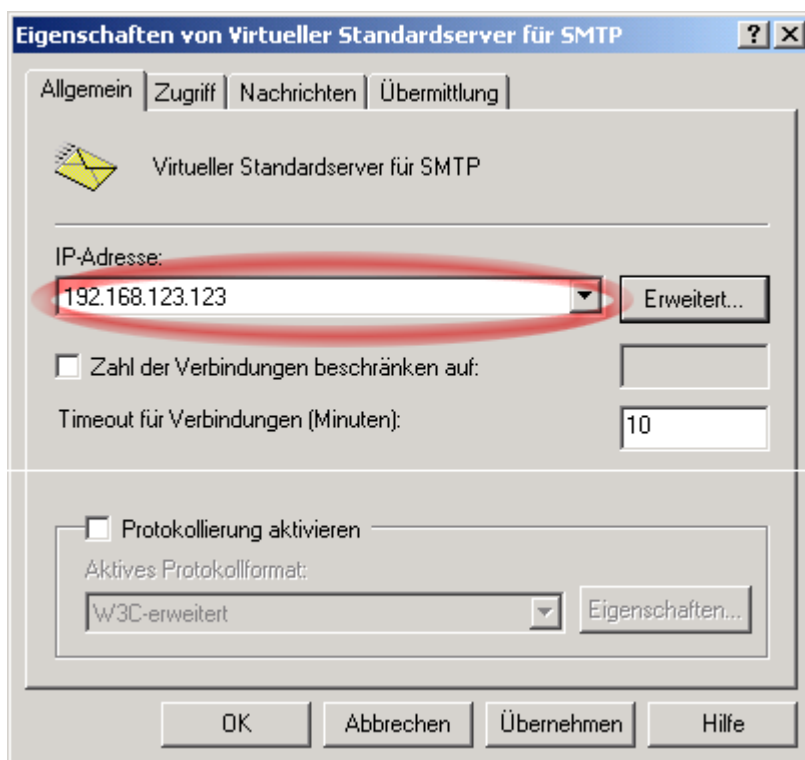 Eigenschaften von Virtueller Standardserver für SMTP
Allgemein Zugriff Nachrichten Übermittlung
Virtueller Standardserver für SMTP
IP-Adresse:
192.168.123.123 Erweitert...
Zahl der Verbindungen beschränken auf:
Timeout für Verbindungen (Minuten): 10
Protokollierung aktivieren
Aktives Protokollformat:
W3C-erweitert Eigenschaften...
OK Abbrechen Übernehmen Hilfe